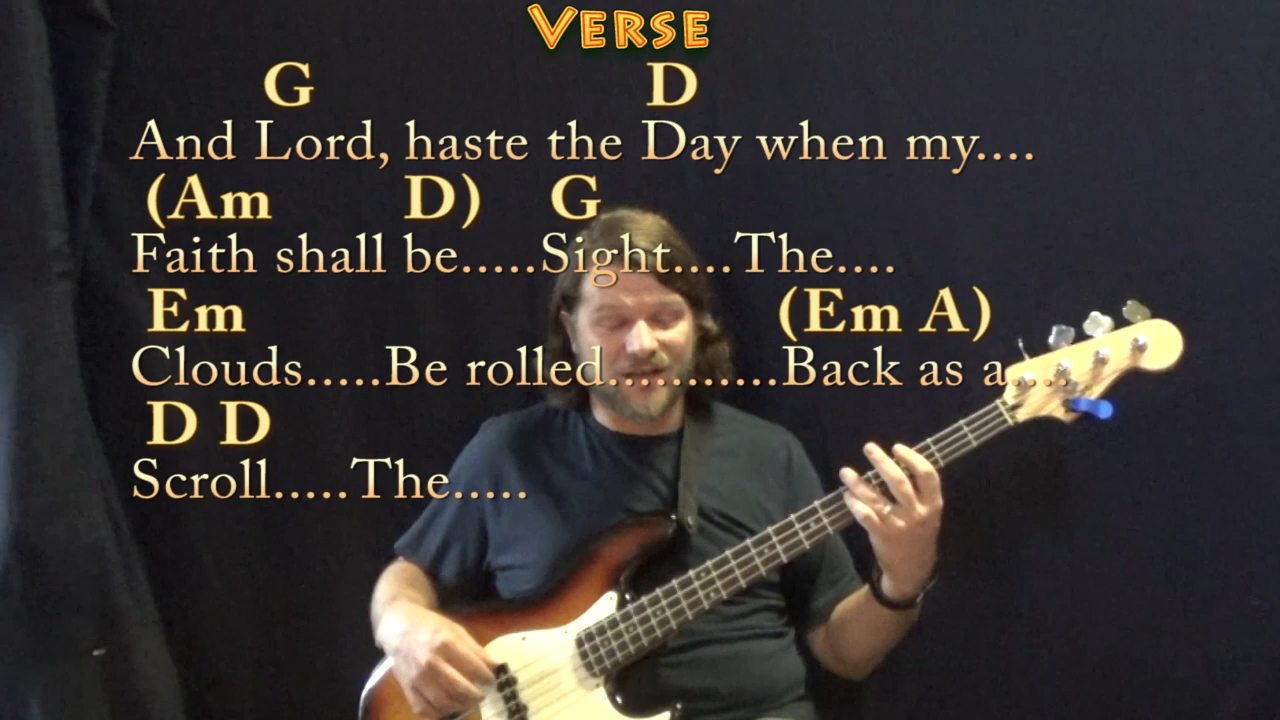 VERSE
G D
And Lord, haste the Day when my....
(Am D) G
Faith shall be.....Sight....The....
Em (Em A)
Clouds.....Be rolled...........Back as a....
D D
Scroll.....The.....